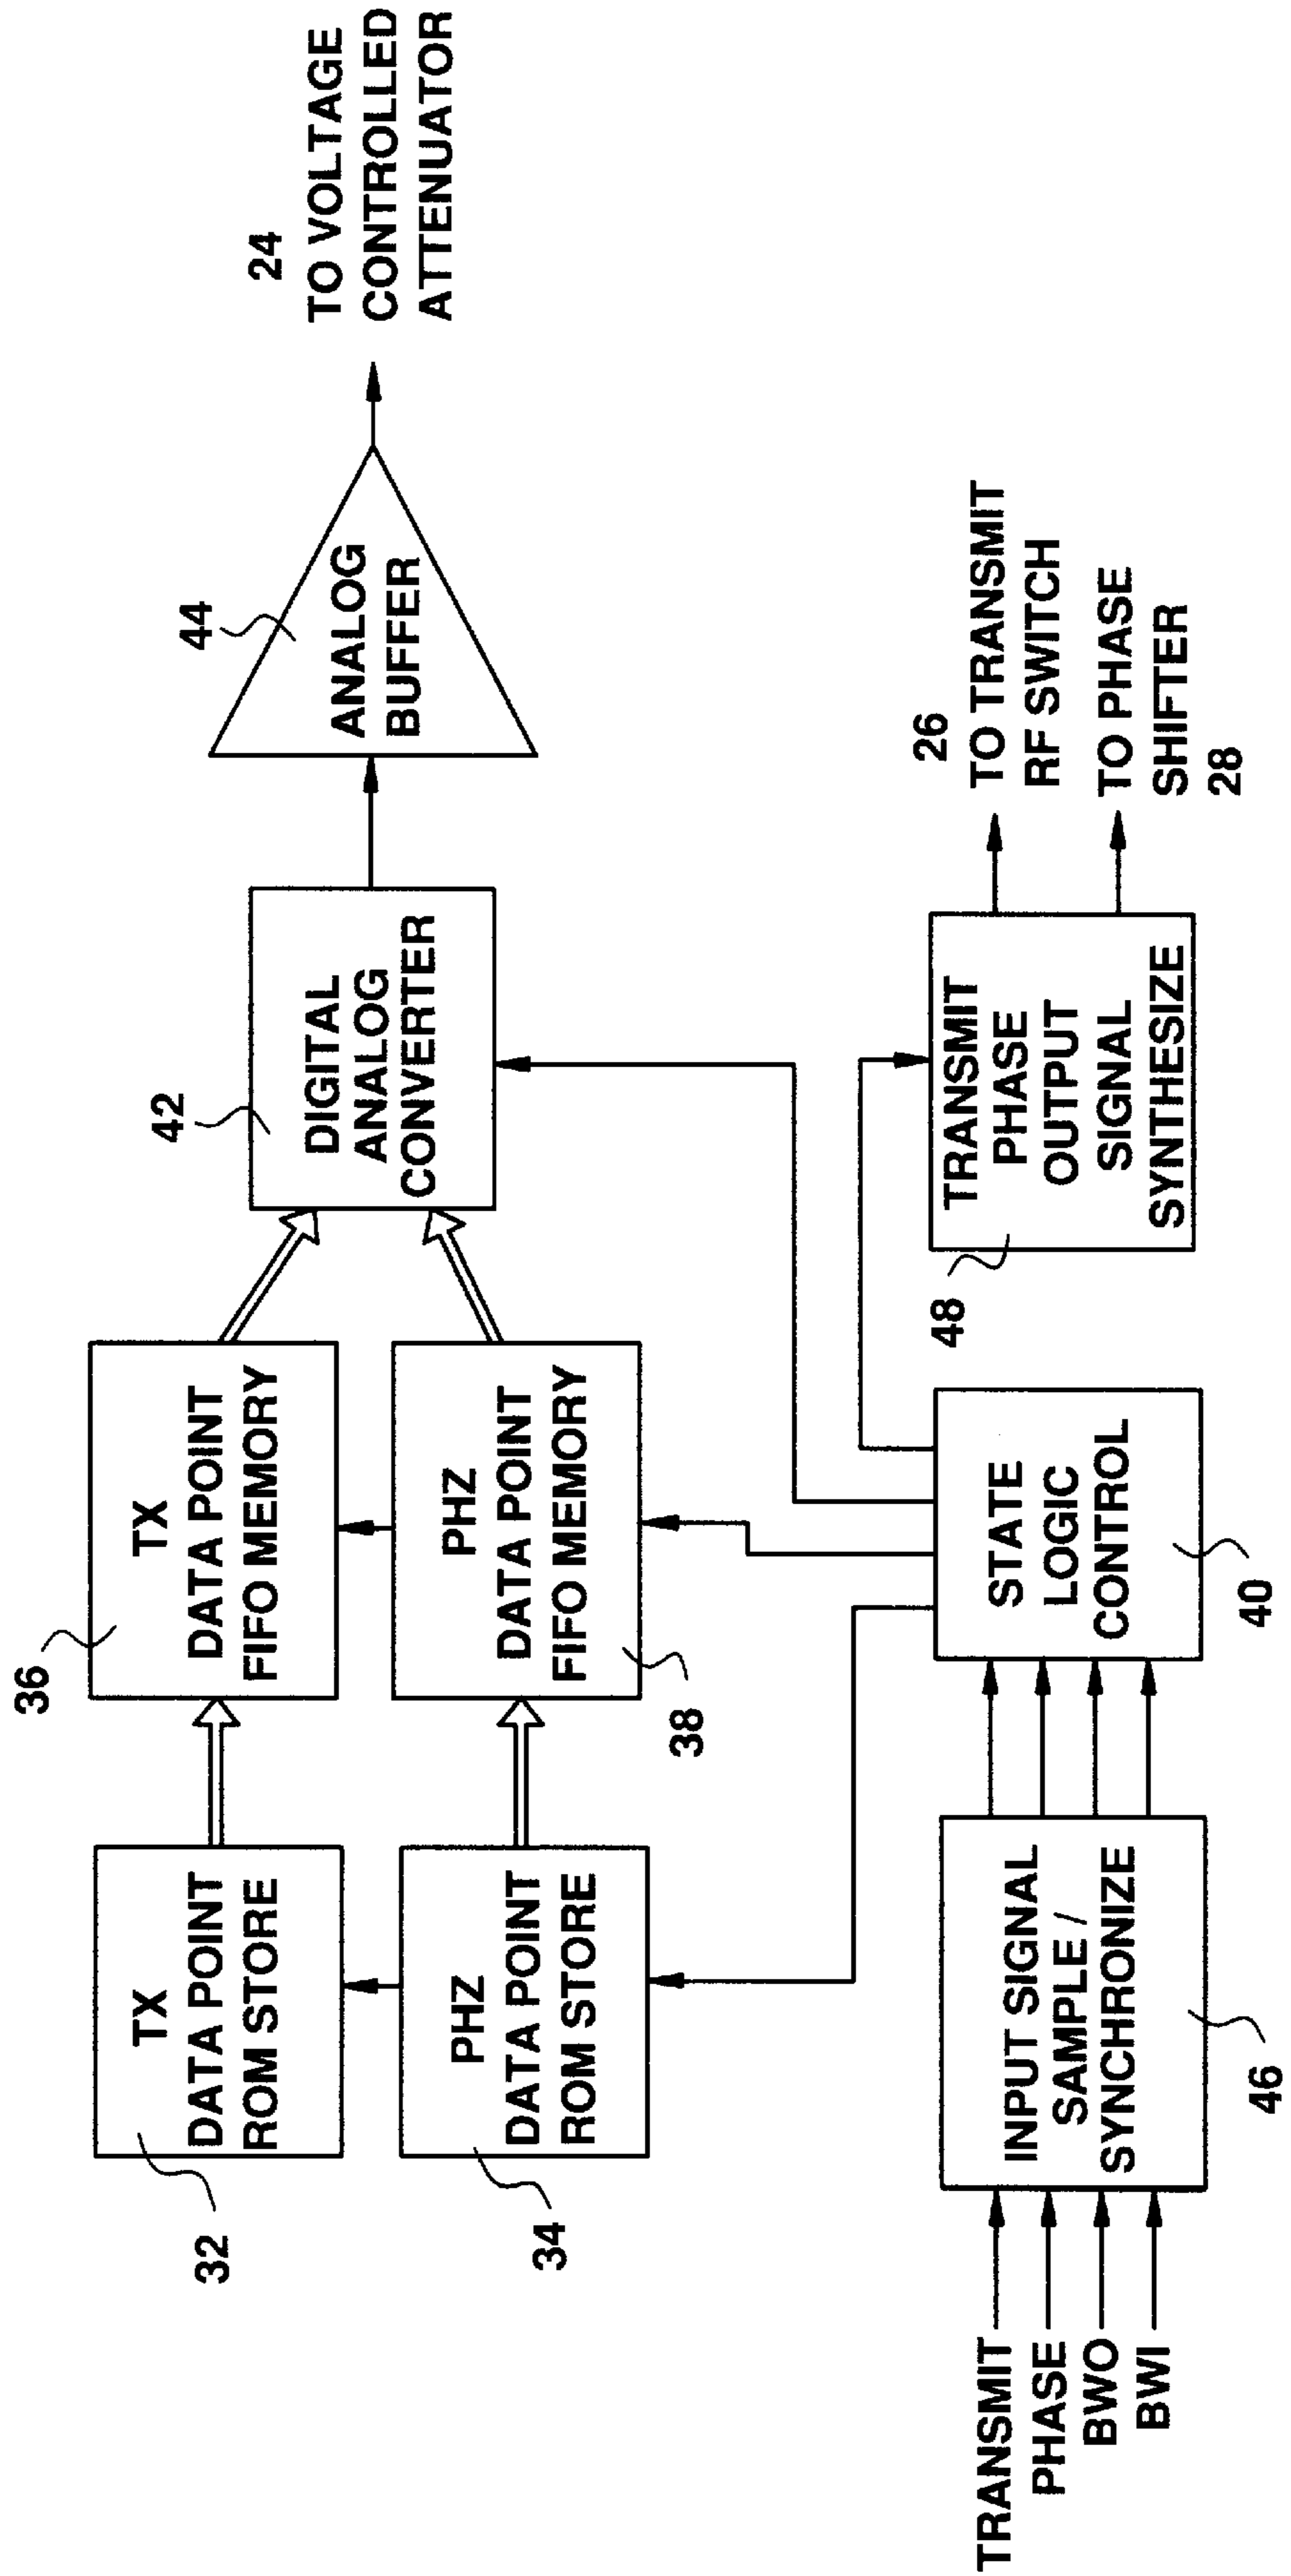 32
TX
DATA POINT
ROM STORE
36
TX
DATA POINT
FIFO MEMORY
34
PHZ
DATA POINT
ROM STORE
38
PHZ
DATA POINT
FIFO MEMORY
42
DIGITAL
ANALOG
CONVERTER
44
ANALOG
BUFFER
24
TO VOLTAGE
CONTROLLED
ATTENUATOR
TRANSMIT
PHASE
BWO
BWI
INPUT SIGNAL
SAMPLE /
SYNCHRONIZE
46
STATE
LOGIC
CONTROL
40
48
TRANSMIT
PHASE
OUTPUT
SIGNAL
SYNTHESIZE
26
TO TRANSMIT
RF SWITCH
TO PHASE
SHIFTER
28